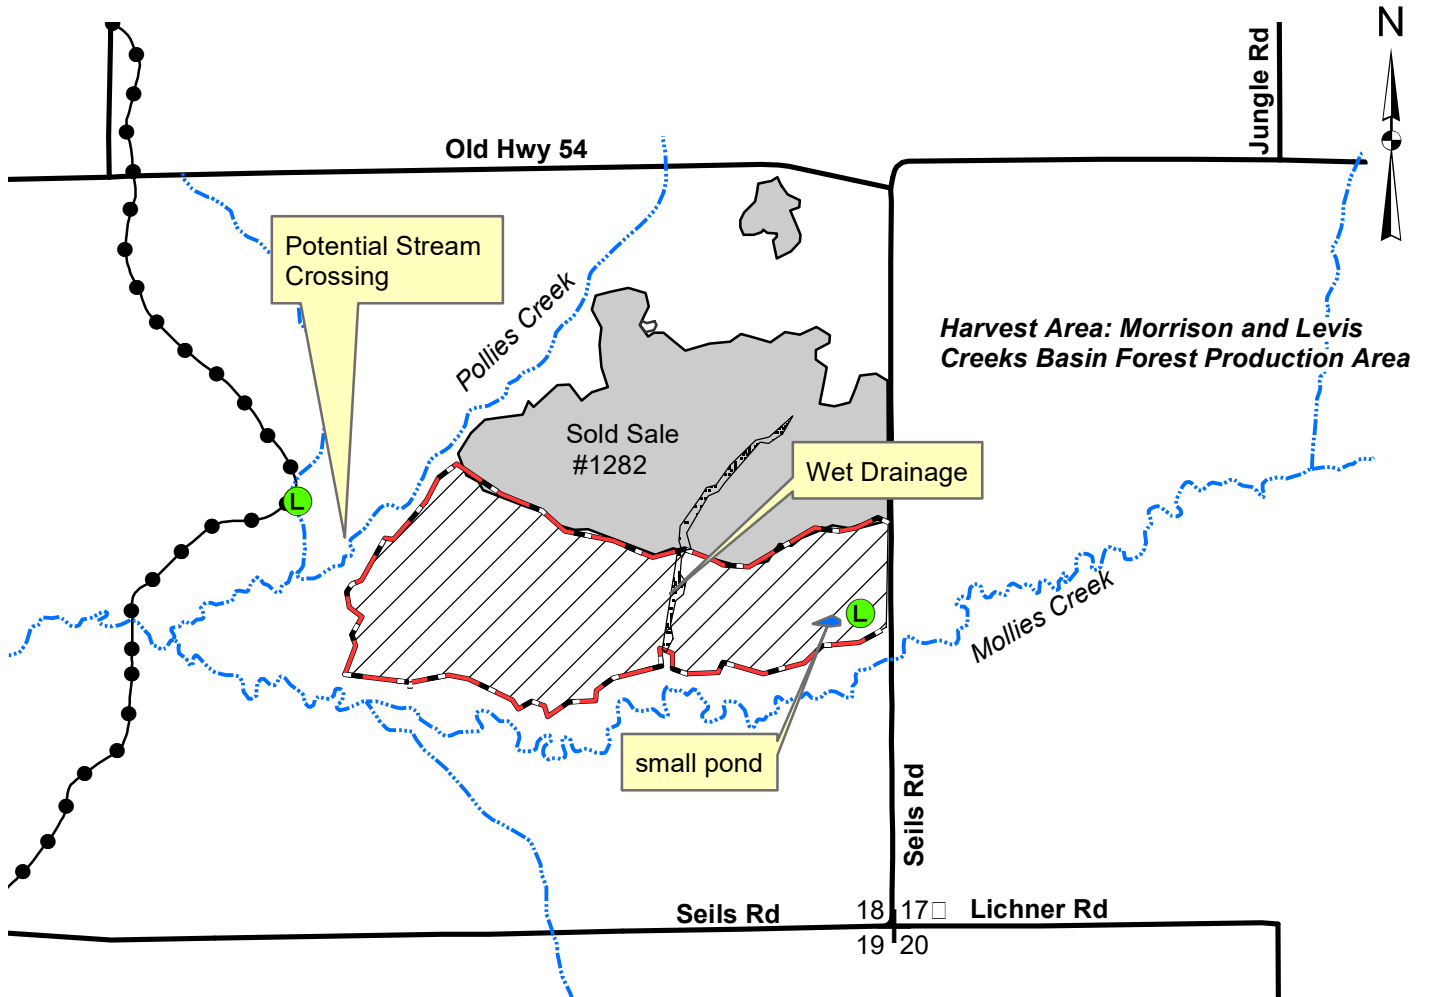 N
Jungle Rd
Old Hwy 54
Potential Stream
Crossing
Pollies Creek
Harvest Area: Morrison and Levis
Creeks Basin Forest Production Area
Sold Sale
#1282
Wet Drainage
L
L
Mollies Creek
small pond
Seils Rd
Seils Rd
18 17□ Lichner Rd
19 20